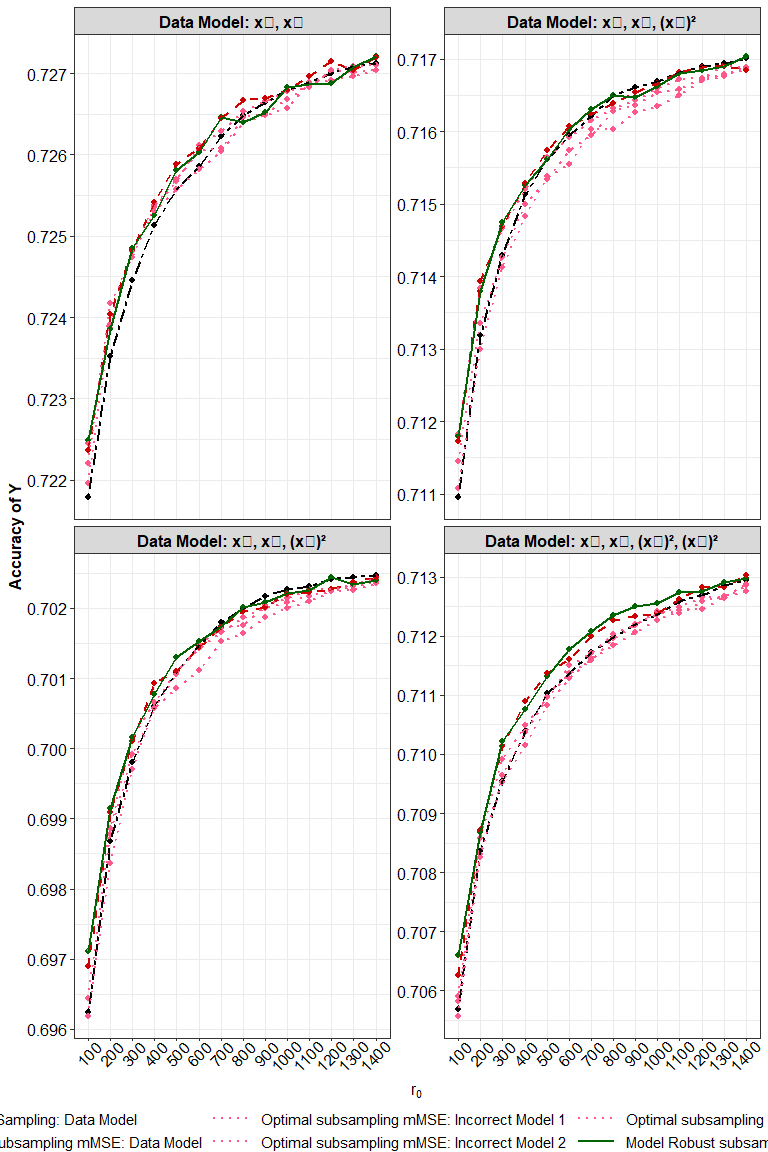 Data Model: x▯, x▯
Data Model: x▯, x▯, (x▯)²
0.727
0.726
0.725
0.724
0.723
0.722
0.717
0.716
0.715
0.714
0.713
0.712
0.711
Accuracy of Y
Data Model: x▯, x▯, (x▯)²
Data Model: x▯, x▯, (x▯)², (x▯)²
0.702
0.701
0.700
0.699
0.698
0.697
0.696
0.713
0.712
0.711
0.710
0.709
0.708
0.707
0.706
100 200 300 400 500 600 700 800 900 1000 1100 1200 1300 1400
100 200 300 400 500 600 700 800 900 1000 1100 1200 1300 1400
r₀
Sampling: Data Model
Optimal subsampling mMSE: Incorrect Model 1
Optimal subsampling
ubsampling mMSE: Data Model
Optimal subsampling mMSE: Incorrect Model 2
Model Robust subsam